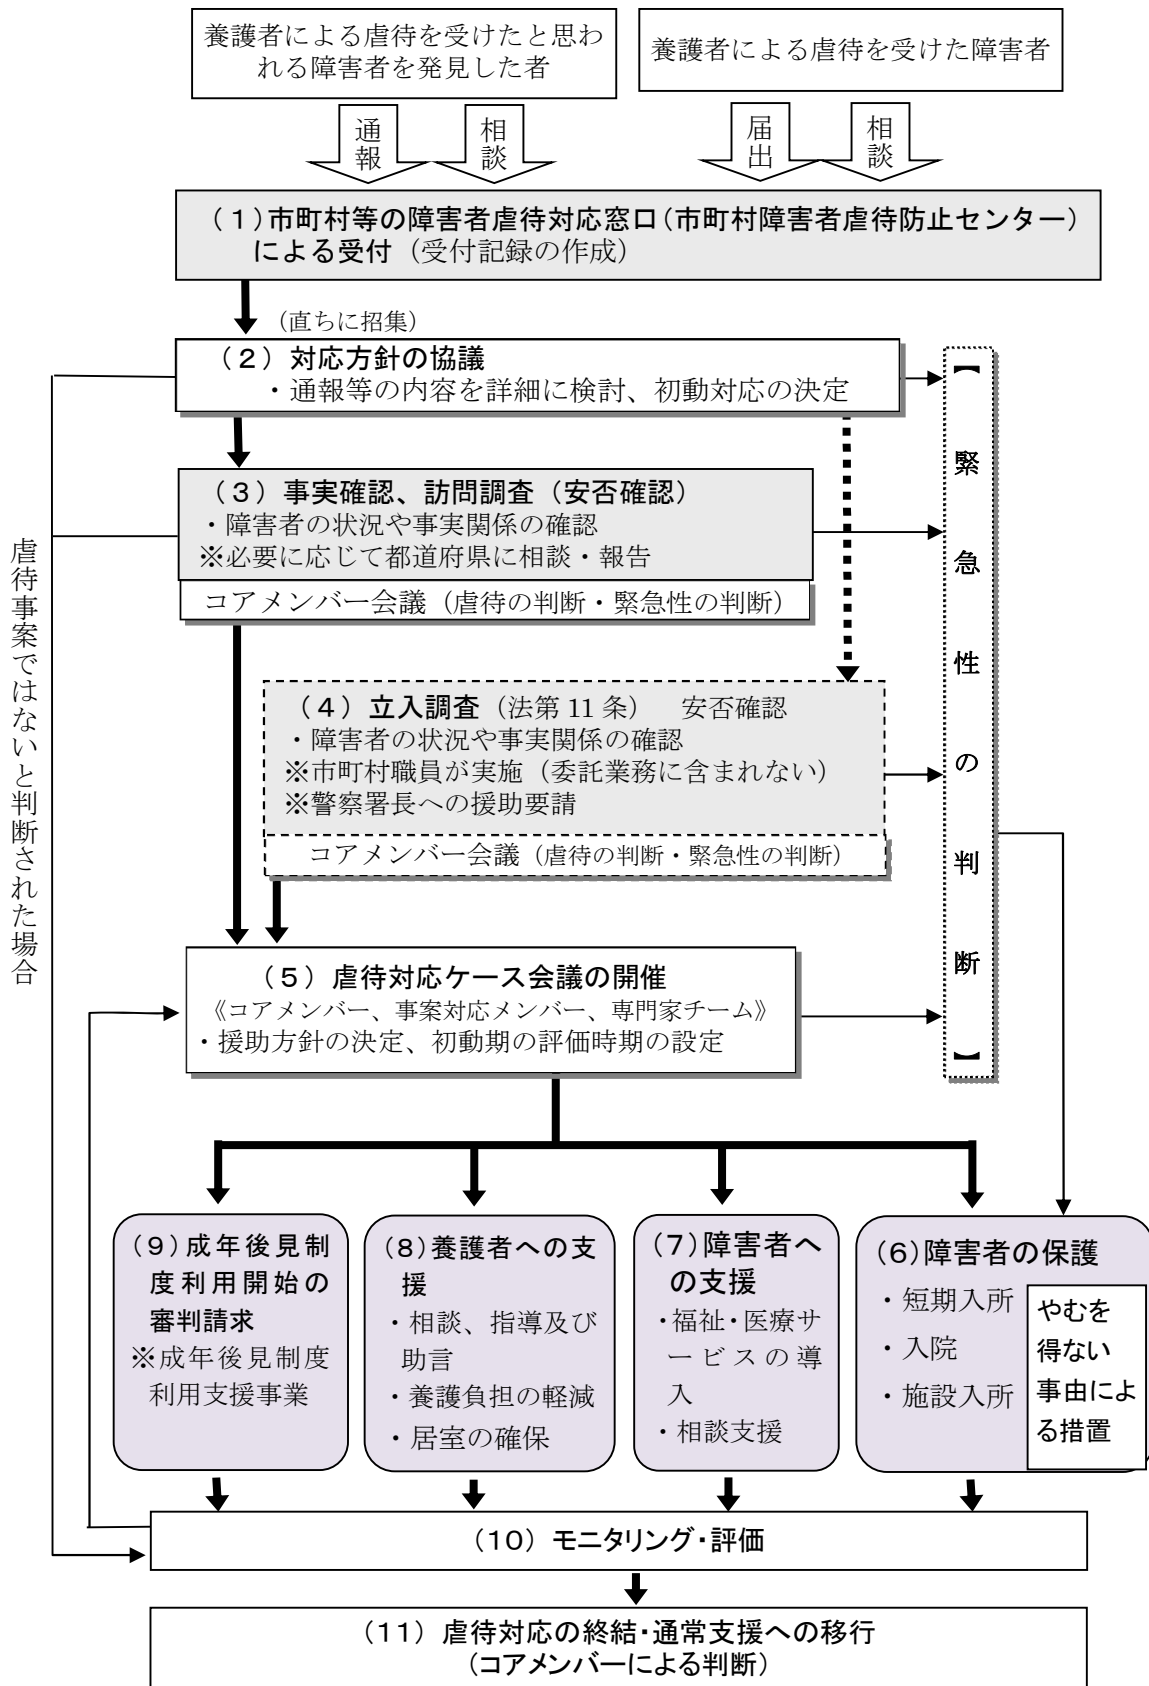 養護者による虐待を受けたと思わ
れる障害者を発見した者
養護者による虐待を受けた障害者
通報
相談
届出
相談
（１）市町村等の障害者虐待対応窓口（市町村障害者虐待防止センター）
による受付（受付記録の作成）
（直ちに招集）
（２）対応方針の協議
・通報等の内容を詳細に検討、初動対応の決定
（３）事実確認、訪問調査（安否確認）
・障害者の状況や事実関係の確認
※必要に応じて都道府県に相談・報告
コアメンバー会議（虐待の判断・緊急性の判断）
（４）立入調査（法第 11 条）　安否確認
・障害者の状況や事実関係の確認
※市町村職員が実施（委託業務に含まれない）
※警察署長への援助要請
コアメンバー会議（虐待の判断・緊急性の判断）
【緊急性の判断】
虐待事案ではないと判断された場合
（５）虐待対応ケース会議の開催
《コアメンバー、事案対応メンバー、専門家チーム》
・援助方針の決定、初動期の評価時期の設定
（９）成年後見制
度利用開始の
審判請求
※成年後見制度
利用支援事業
（８）養護者への支
援
・相談、指導及び
助言
・養護負担の軽減
・居室の確保
（７）障害者へ
の支援
・福祉・医療サ
ービスの導
入
・相談支援
（６）障害者の保護
・短期入所
・入院
・施設入所
やむを
得ない
事由によ
る措置
（１０）モニタリング・評価
（１１）虐待対応の終結・通常支援への移行
（コアメンバーによる判断）